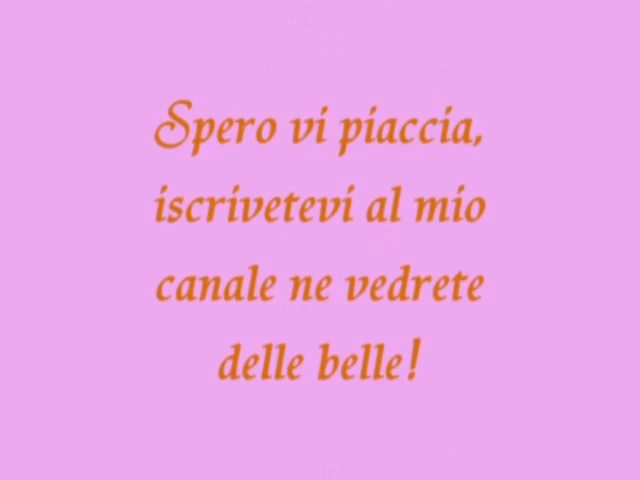 Spero vi piaccia,
iscrivetevi al mio
canale ne vedrete
delle belle!